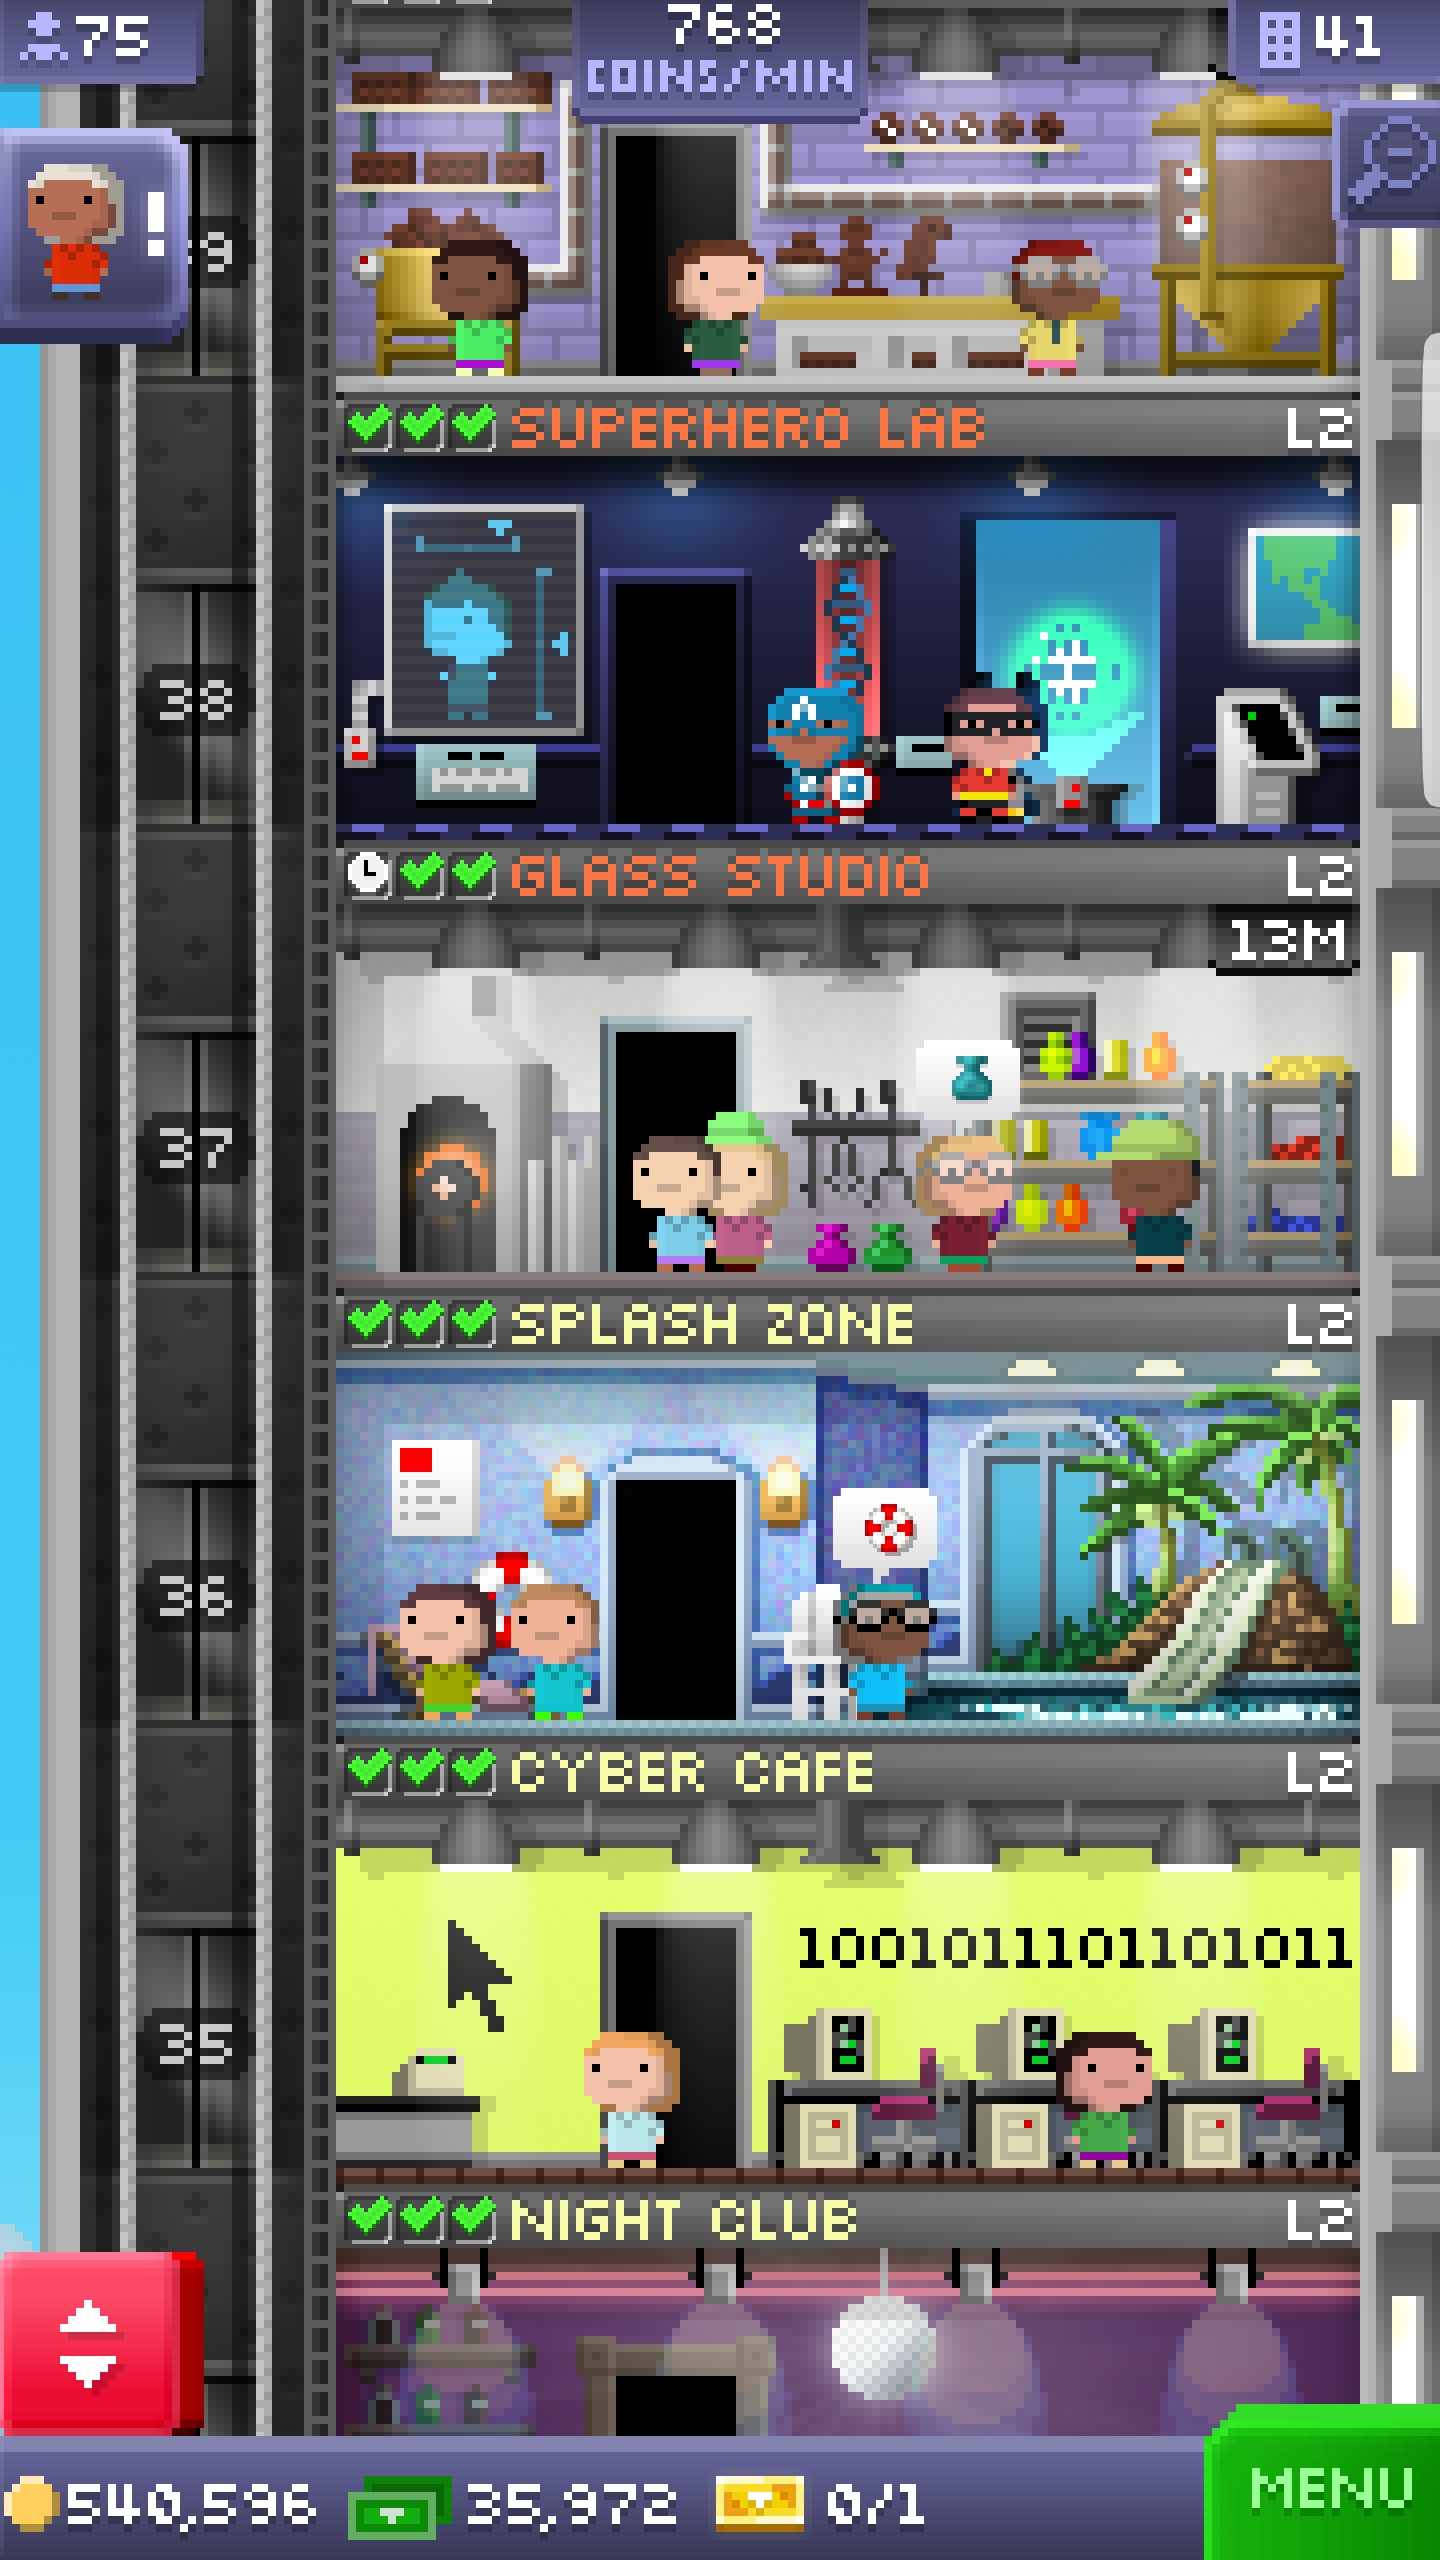 75
768
COINS/MIN
41
!
SUPERHERO LAB L2
38
GLASS STUDIO L2
13M
37
SPLASH ZONE L2
36
CYBER CAFE L2
1001011101101011
35
NIGHT CLUB L2
540,596 35,972 0/1
MENU